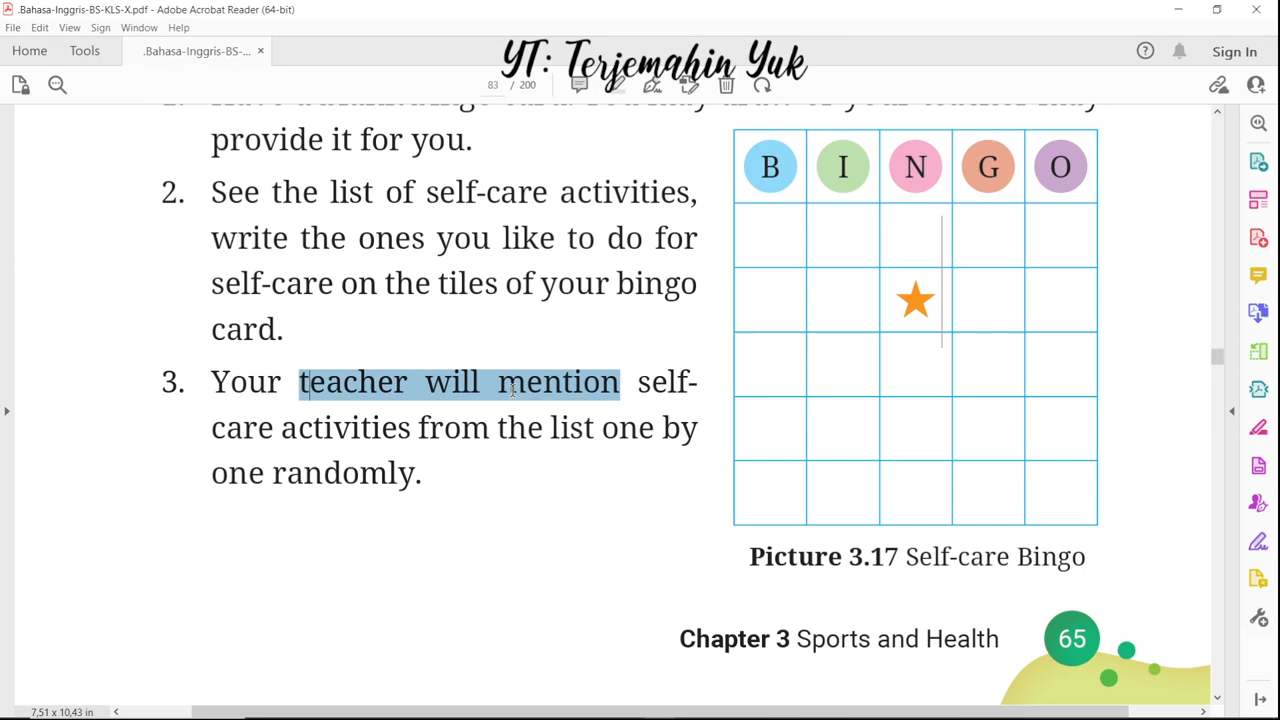 .Bahasa-Inggris-BS-KLS-X.pdf - Adobe Acrobat Reader (64-bit)
File Edit View Sign Window Help
Home Tools .Bahasa-Inggris-BS-... × Sign In
YT: Terjemahin Yuk
83 / 200
provide it for you.
2. See the list of self-care activities,
write the ones you like to do for
self-care on the tiles of your bingo
card.
3. Your teacher will mention self-
care activities from the list one by
one randomly.
B I N G O
Picture 3.17 Self-care Bingo
Chapter 3 Sports and Health 65
7,51 x 10,43 in